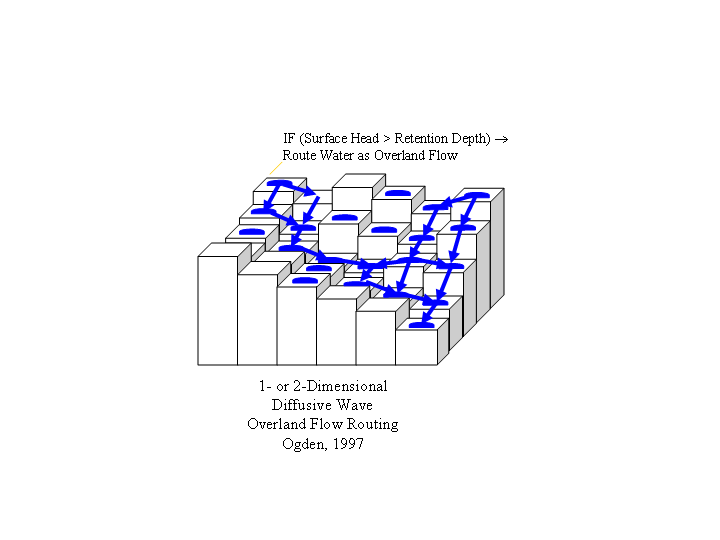 IF (Surface Head > Retention Depth) →
Route Water as Overland Flow
1- or 2-Dimensional
Diffusive Wave
Overland Flow Routing
Ogden, 1997